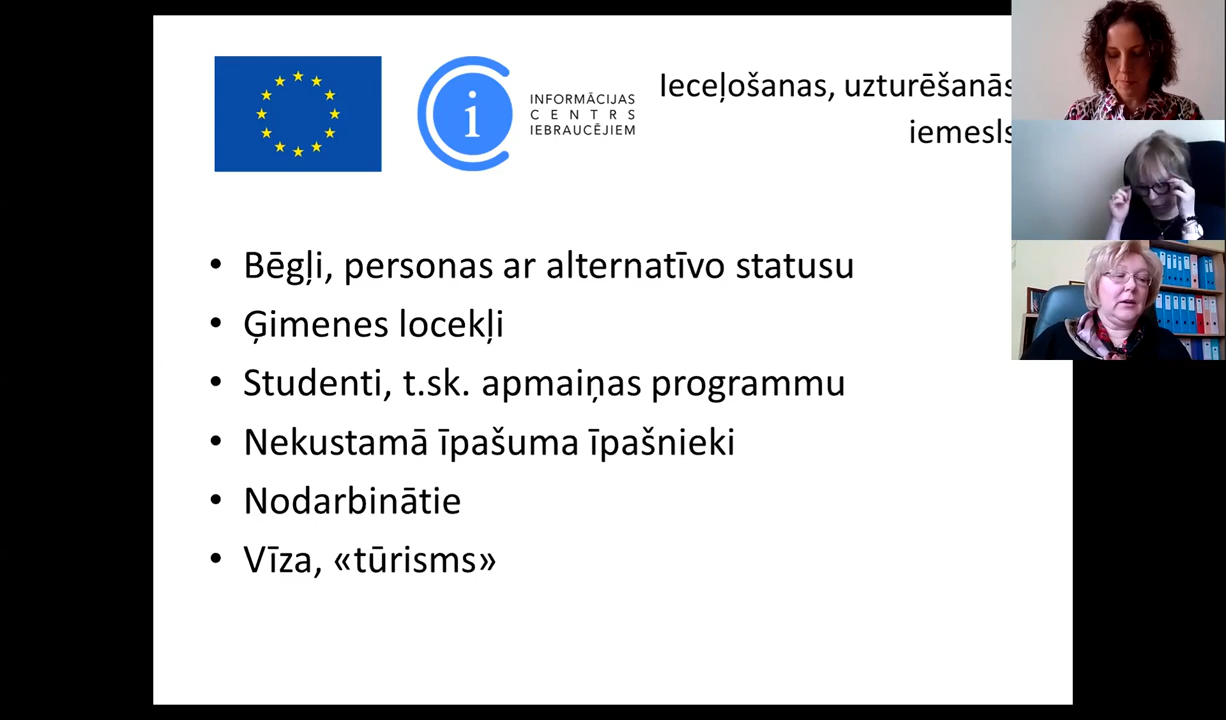 INFORMĀCIJAS
CENTRS
IEBRAUCĒJIEM
Ieceļošanas, uzturēšanās
iemesls
• Bēgļi, personas ar alternatīvo statusu
• Ģimenes locekļi
• Studenti, t.sk. apmaiņas programmu
• Nekustamā īpašuma īpašnieki
• Nodarbinātie
• Vīza, «tūrisms»